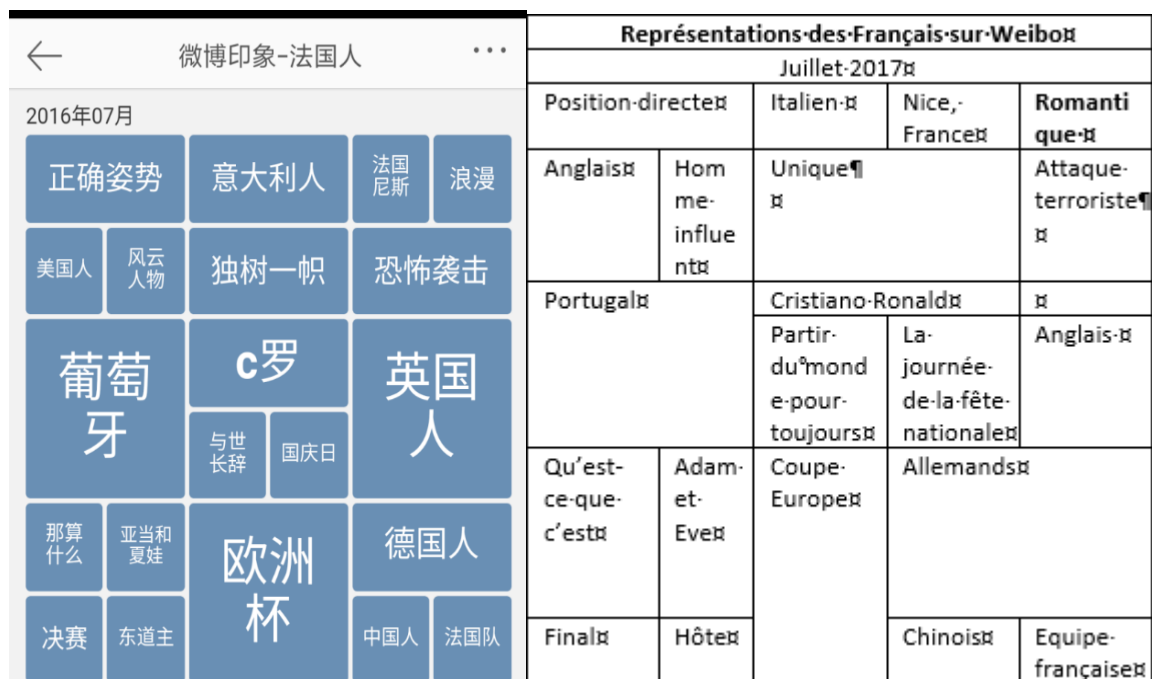 微博印象-法国人
2016年07月
正确姿势
意大利人
法国
尼斯
浪漫
美国人
风云
人物
独树一帜
恐怖袭击
葡萄
牙
c罗
英国
人
与世
长辞
国庆日
那算
什么
亚当和
夏娃
欧洲
杯
德国人
决赛
东道主
中国人
法国队
Représentations·des·Français·sur·Weibo¤
Juillet·2017¤
Position·directe¤
Italien·¤
Nice,·
France¤
Romanti
que·¤
Anglais¤
Hom
me·
influe
nt¤
Unique¶
¤
Attaque·
terroriste¶
¤
Portugal¤
Cristiano·Ronald¤
¤
Partir·
du°mond
e·pour·
toujours¤
La·
journée·
de·la·fête·
nationale¤
Anglais·¤
Qu’est-
ce·que·
c’est¤
Adam·
et·
Eve¤
Coupe·
Europe¤
Allemands¤
Final¤
Hôte¤
Chinois¤
Equipe·
française¤